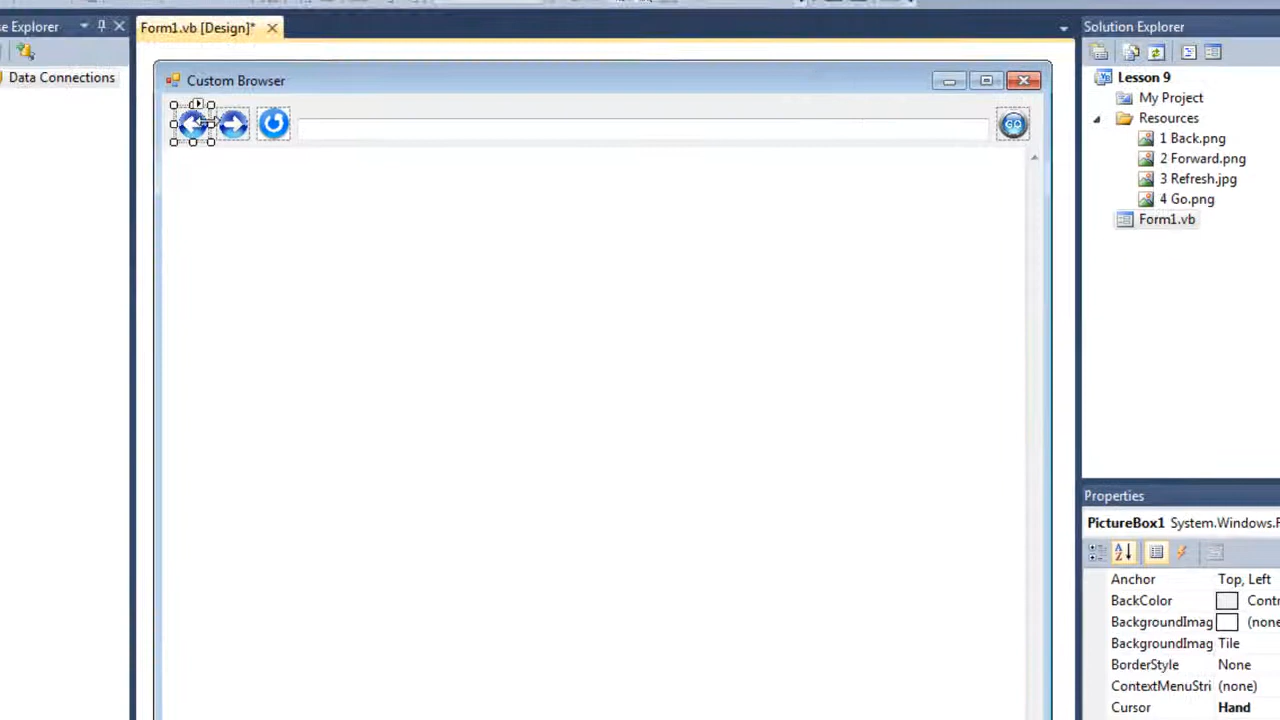 se Explorer
Data Connections
Form1.vb [Design]*
Custom Browser
GO
Solution Explorer
Lesson 9
My Project
Resources
1 Back.png
2 Forward.png
3 Refresh.jpg
4 Go.png
Form1.vb
Properties
PictureBox1 System.Windows.F
Anchor Top, Left
BackColor Contr
BackgroundImag (none
BackgroundImag Tile
BorderStyle None
ContextMenuStri (none)
Cursor Hand